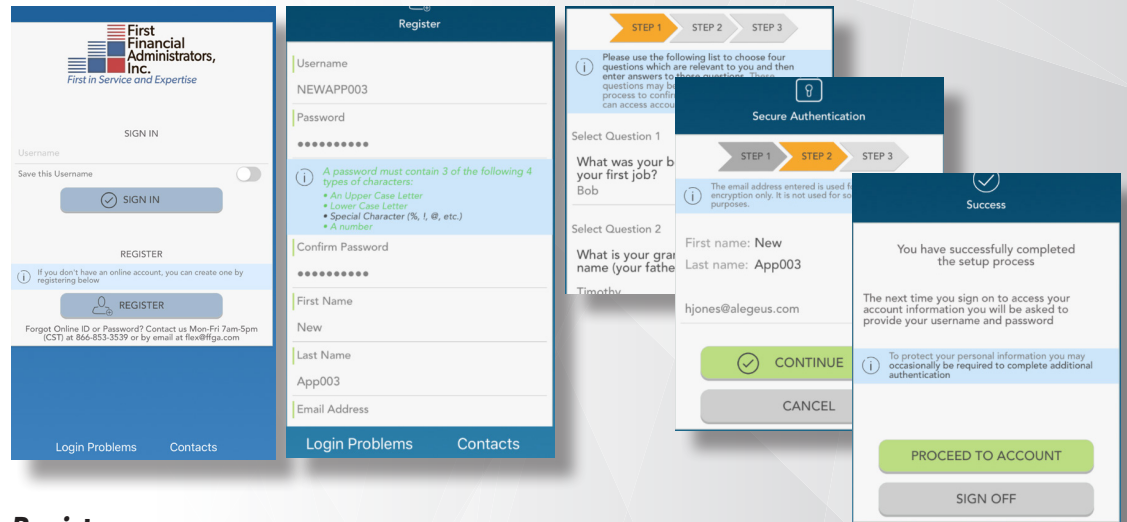 First
Financial
Administrators,
Inc.
First in Service and Expertise
SIGN IN
Username
Save this Username
SIGN IN
REGISTER
If you don't have an online account, you can create one by
registering below
REGISTER
Forgot Online ID or Password? Contact us Mon-Fri 7am-5pm
(CST) at 866-853-3539 or by email at flex@ffga.com
Login Problems Contacts
Register
Username
NEWAPP003
Password
A password must contain 3 of the following 4
types of characters:
• An Upper Case Letter
• Lower Case Letter
• Special Character (%, !, @, etc.)
• A number
Confirm Password
First Name
New
Last Name
App003
Email Address
Login Problems Contacts
STEP 1 STEP 2 STEP 3
Please use the following list to choose four
questions which are relevant to you and then
enter answers to those questions. These
questions may
process to
can access
Select Question 1
What was your
your first job?
Bob
Select Question 2
What is your
name (your
Timothy
Secure Authentication
STEP 1 STEP 2 STEP 3
The email address entered is used
encryption only. It is not used for
purposes.
First name: New
Last name: App003
hjones@alegeus.com
CONTINUE
CANCEL
Success
You have successfully completed
the setup process
The next time you sign on to access your
account information you will be asked to
provide your username and password
To protect your personal information you may
occasionally be required to complete additional
authentication
PROCEED TO ACCOUNT
SIGN OFF